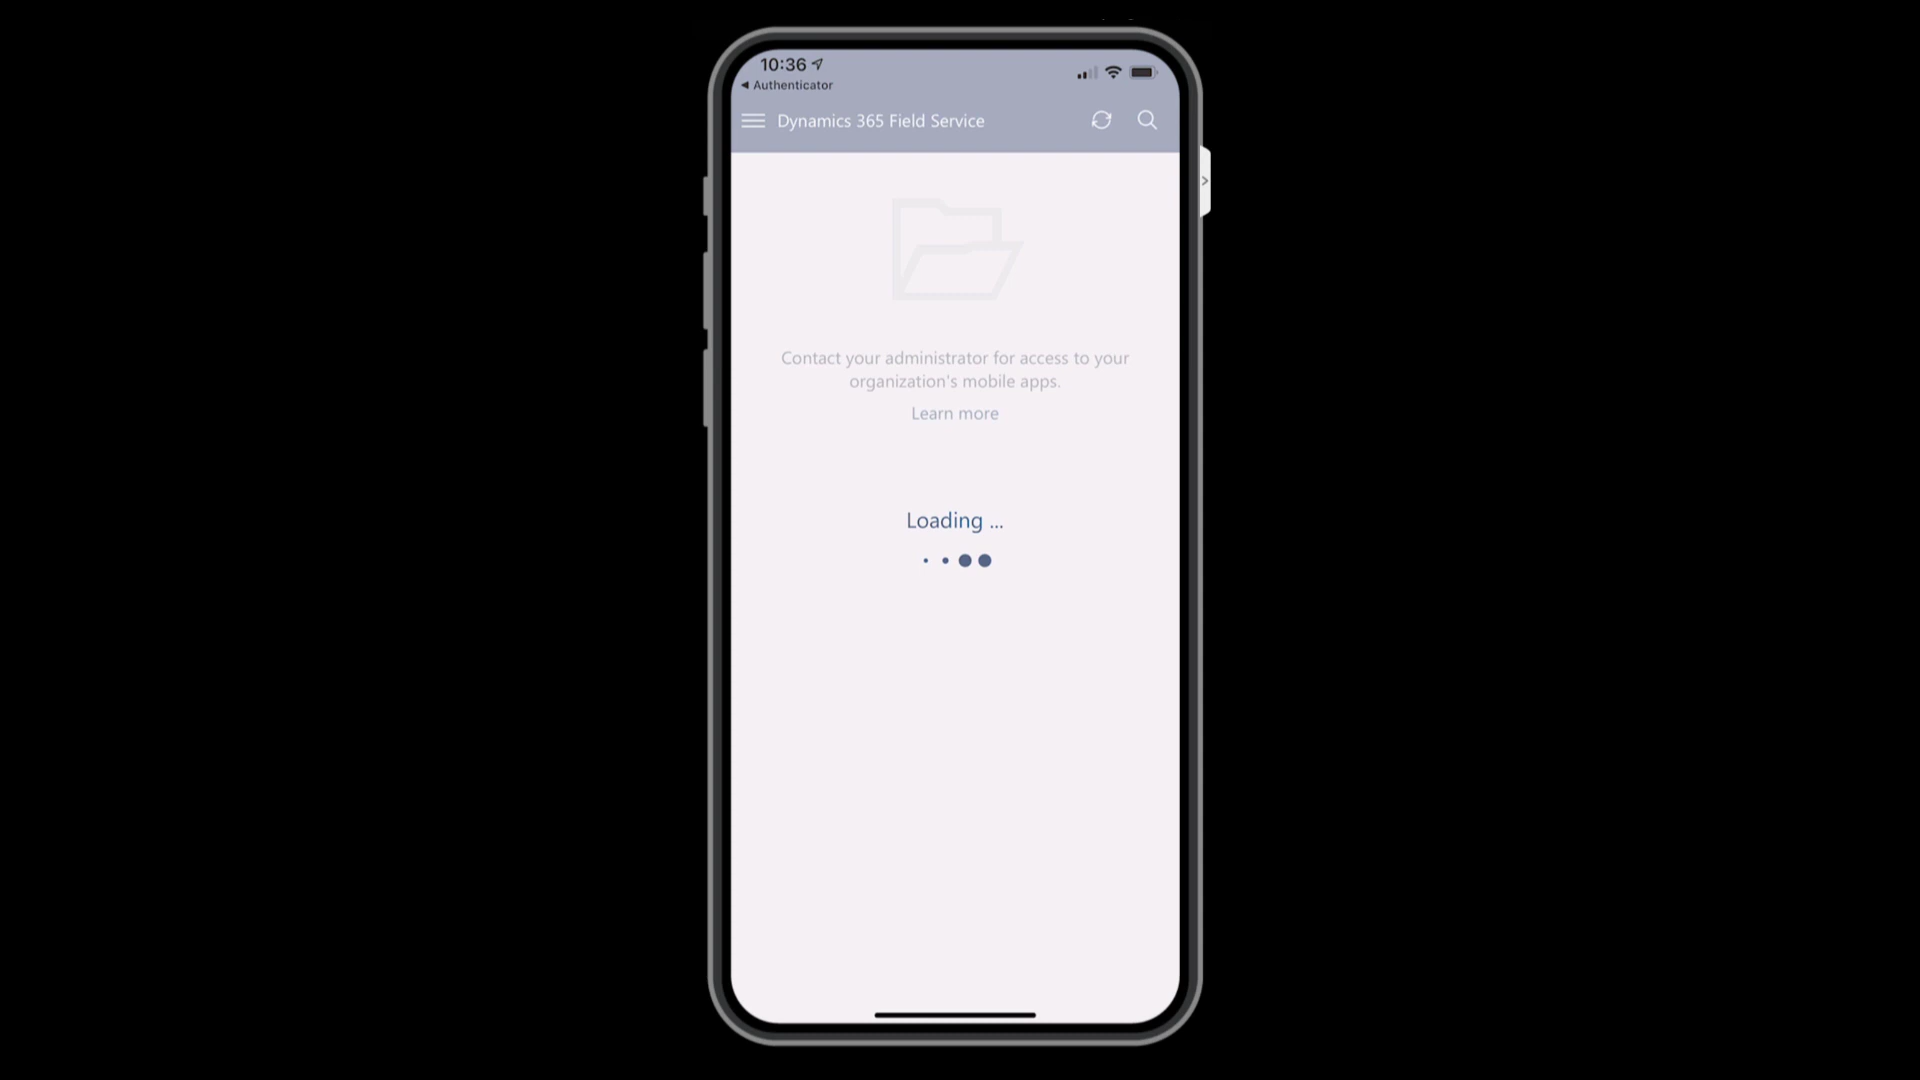 10:36
Authenticator
Dynamics 365 Field Service
Contact your administrator for access to your
organization's mobile apps.
Learn more
Loading ...